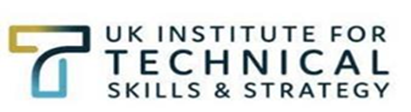 UK INSTITUTE FOR
TECHNICAL
SKILLS & STRATEGY